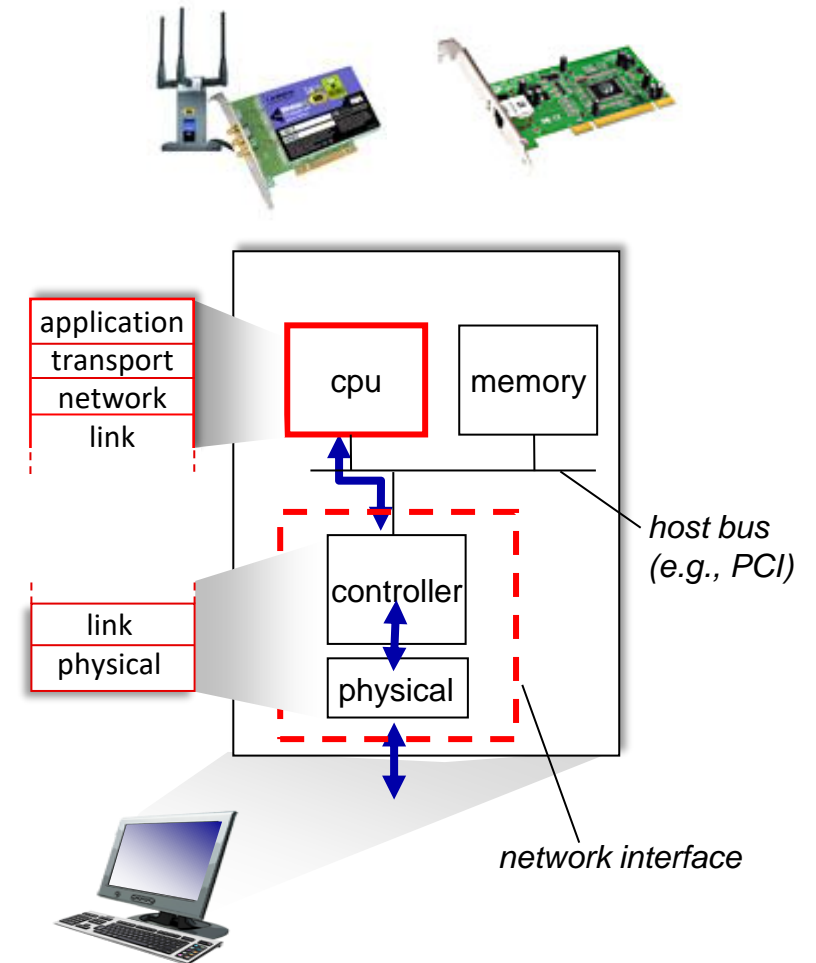 application
transport
network
link
cpu
memory
host bus
(e.g., PCI)
controller
link
physical
physical
network interface